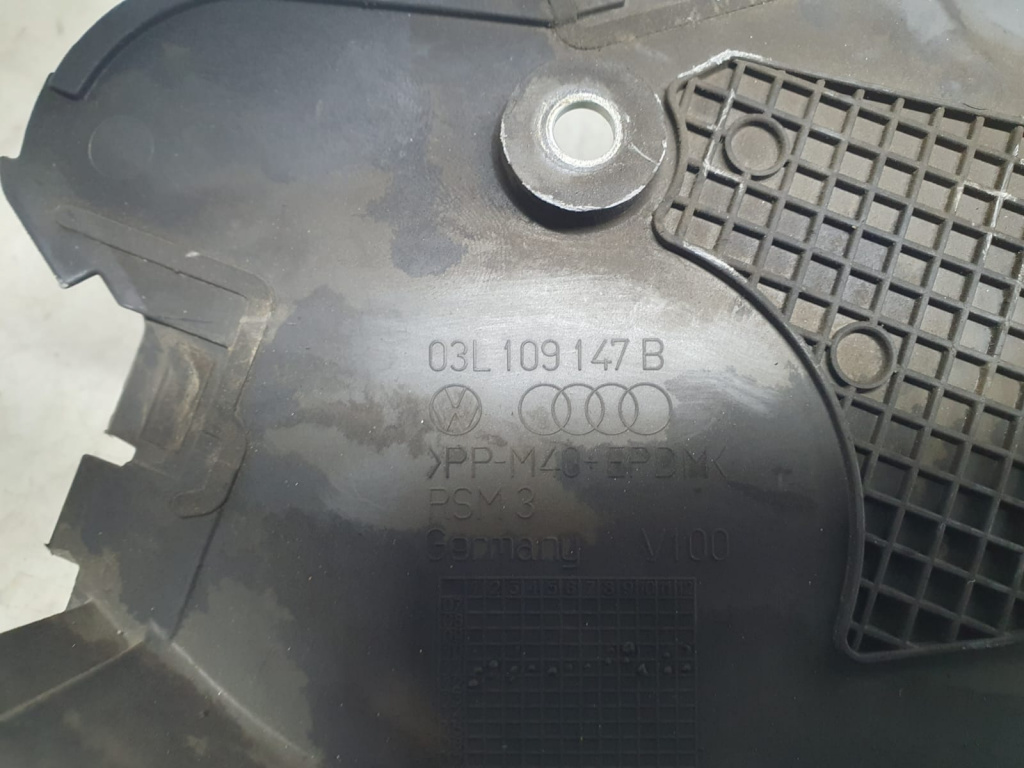 03L 109 147 B
>PP-M40+EPDM<
PSM 3
Germany V100